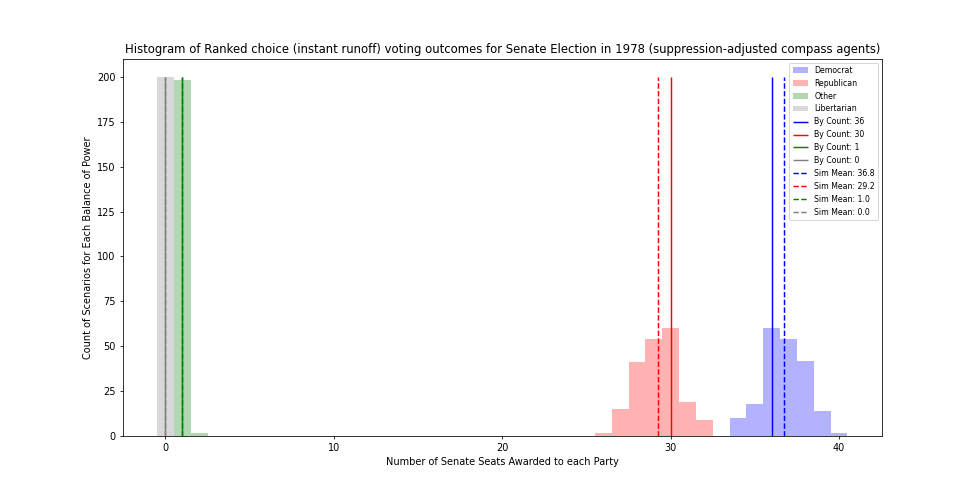 Histogram of Ranked choice (instant runoff) voting outcomes for Senate Election in 1978 (suppression-adjusted compass agents)
Democrat
Republican
Other
Libertarian
By Count: 36
By Count: 30
By Count: 1
By Count: 0
Sim Mean: 36.8
Sim Mean: 29.2
Sim Mean: 1.0
Sim Mean: 0.0
Count of Scenarios for Each Balance of Power
200
175
150
125
100
75
50
25
0
0 10 20 30 40
Number of Senate Seats Awarded to each Party